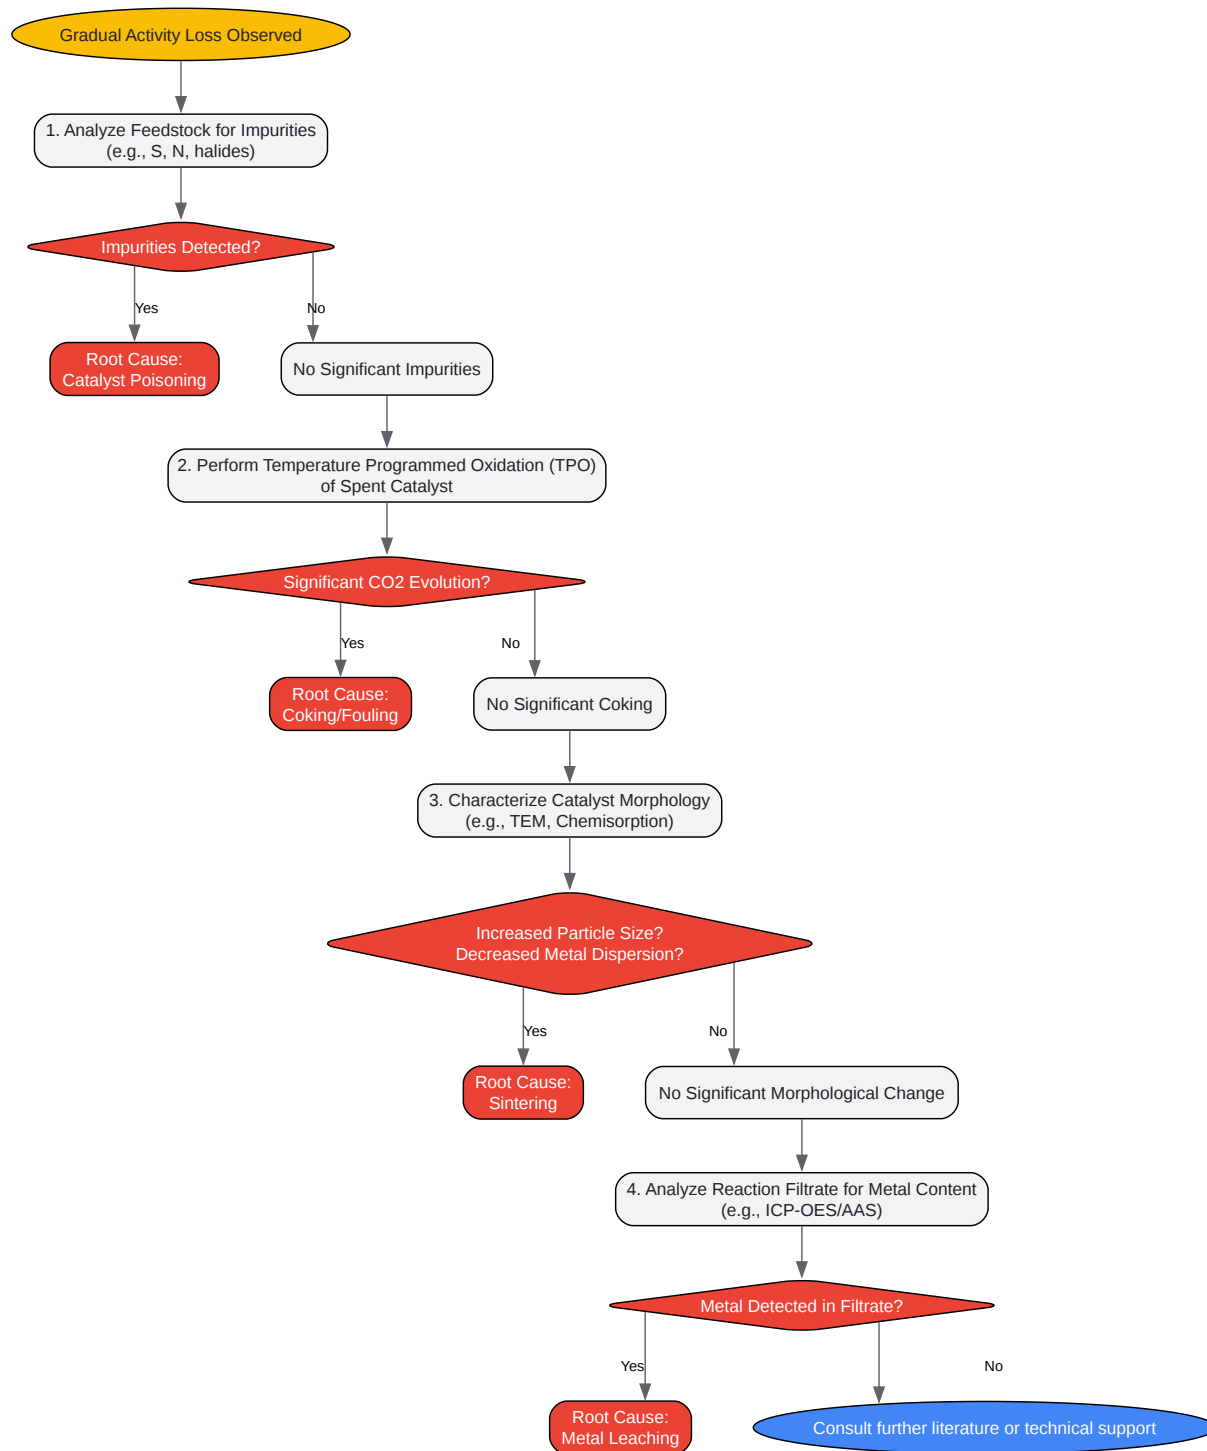 Gradual Activity Loss Observed
1. Analyze Feedstock for Impurities
(e.g., S, N, halides)
Impurities Detected?
Yes
No
Root Cause:
Catalyst Poisoning
No Significant Impurities
2. Perform Temperature Programmed Oxidation (TPO)
of Spent Catalyst
Significant CO2 Evolution?
Yes
No
Root Cause:
Coking/Fouling
No Significant Coking
3. Characterize Catalyst Morphology
(e.g., TEM, Chemisorption)
Increased Particle Size?
Decreased Metal Dispersion?
Yes
No
Root Cause:
Sintering
No Significant Morphological Change
4. Analyze Reaction Filtrate for Metal Content
(e.g., ICP-OES/AAS)
Metal Detected in Filtrate?
Yes
No
Root Cause:
Metal Leaching
Consult further literature or technical support